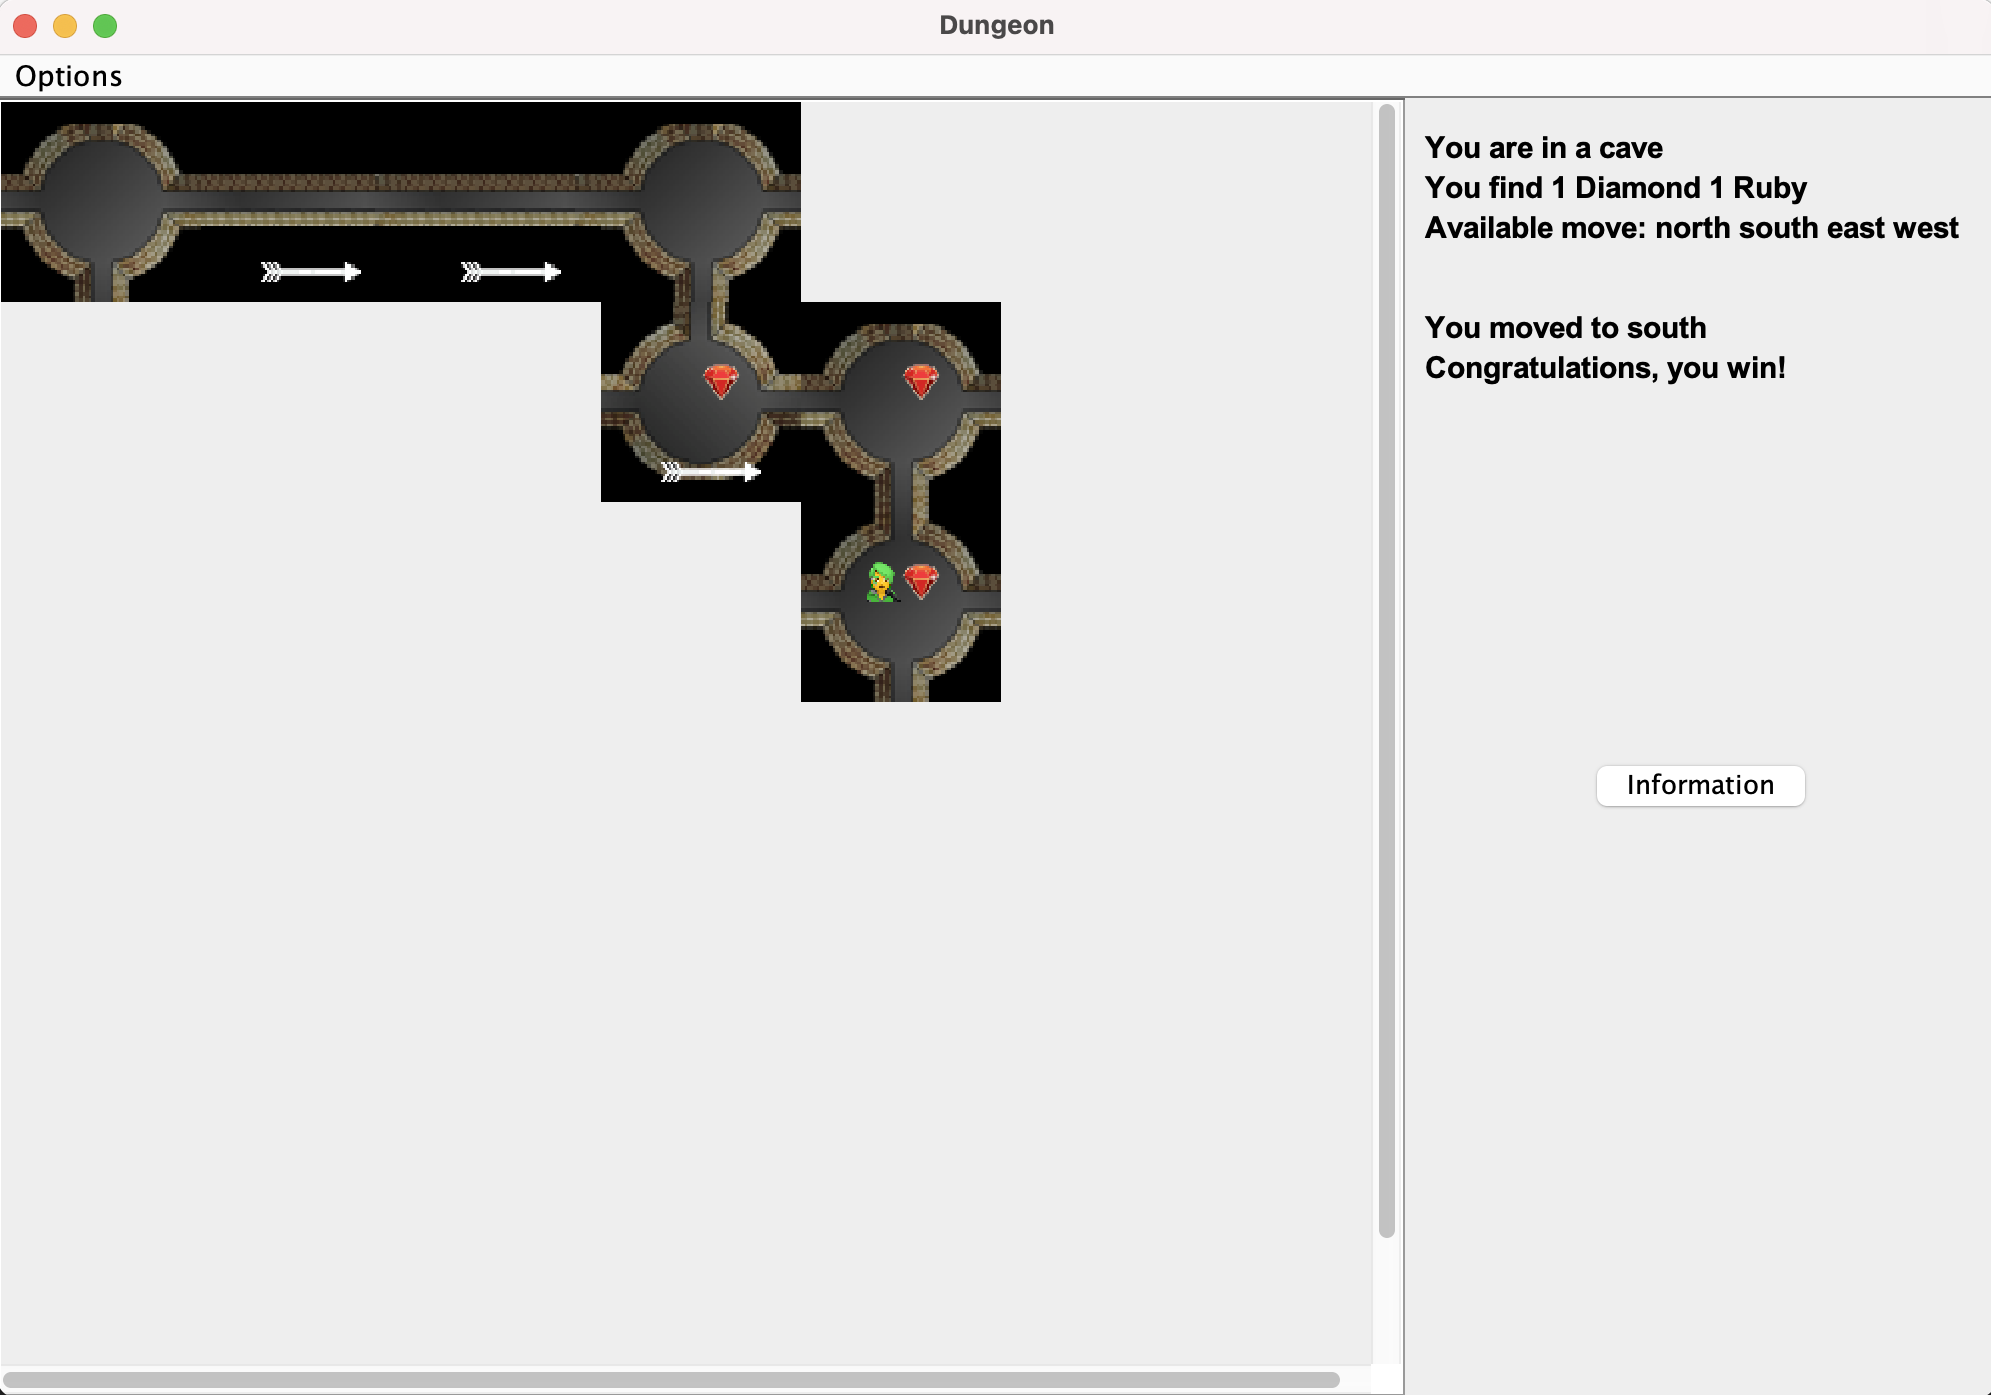 Dungeon
Options
You are in a cave
You find 1 Diamond 1 Ruby
Available move: north south east west
You moved to south
Congratulations, you win!
Information